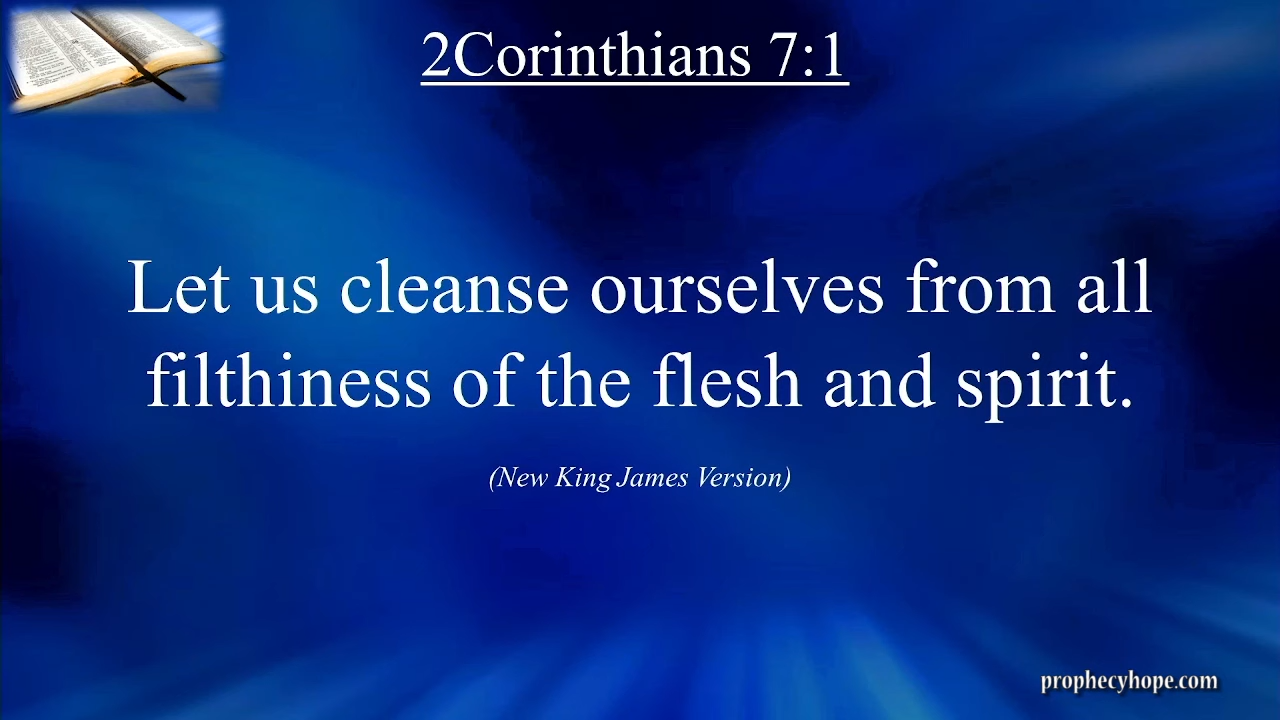 2Corinthians 7:1
Let us cleanse ourselves from all
filthiness of the flesh and spirit.
(New King James Version)
prophecyhope.com